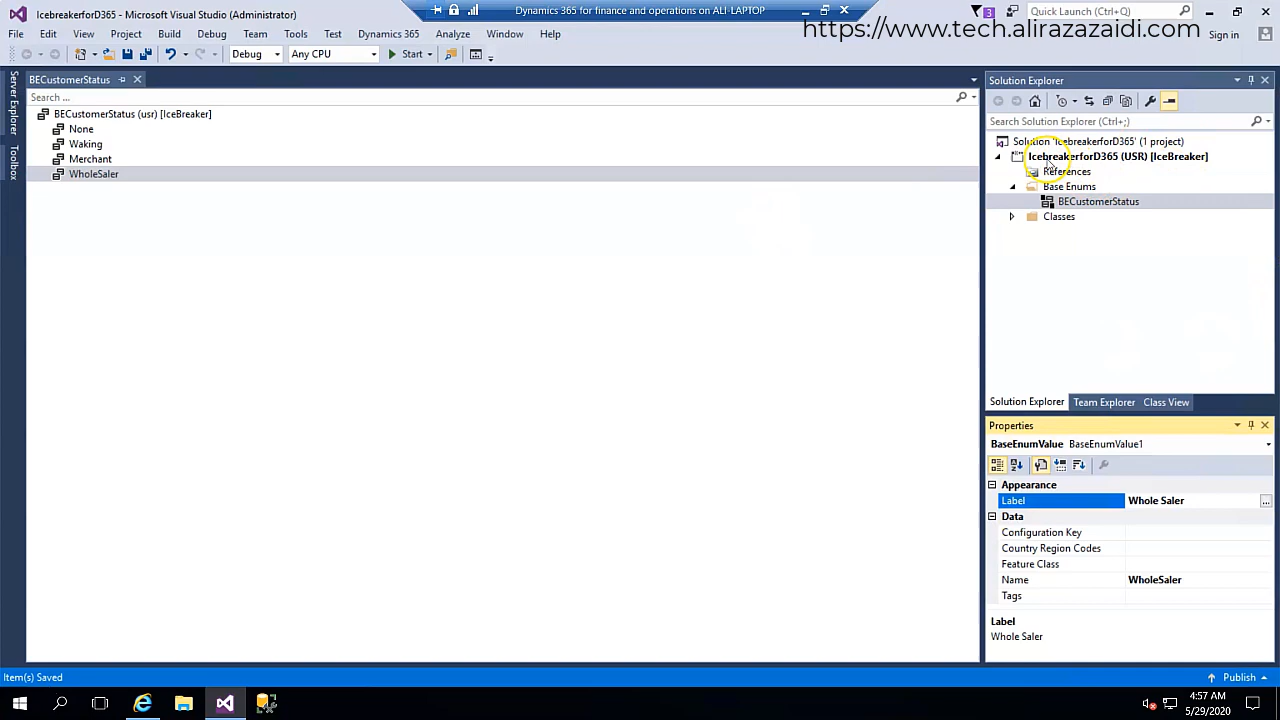 IcebreakerforD365 - Microsoft Visual Studio (Administrator)
Dynamics 365 for finance and operations on ALI-LAPTOP
3
Quick Launch (Ctrl+Q)
https://www.tech.alirazazaidi.com
File Edit View Project Build Debug Team Tools Test Dynamics 365 Analyze Window Help
Sign in
Debug Any CPU Start
Server Explorer
Toolbox
BECustomerStatus
Search ...
BECustomerStatus (usr) [IceBreaker]
None
Waking
Merchant
WholeSaler
Solution Explorer
Search Solution Explorer (Ctrl+;)
Solution 'IcebreakerforD365' (1 project)
IcebreakerforD365 (USR) [IceBreaker]
References
Base Enums
BECustomerStatus
Classes
Solution Explorer Team Explorer Class View
Properties
BaseEnumValue BaseEnumValue1
Appearance
Label Whole Saler ...
Data
Configuration Key
Country Region Codes
Feature Class
Name WholeSaler
Tags
Label
Whole Saler
Item(s) Saved
Publish
4:57 AM
5/29/2020